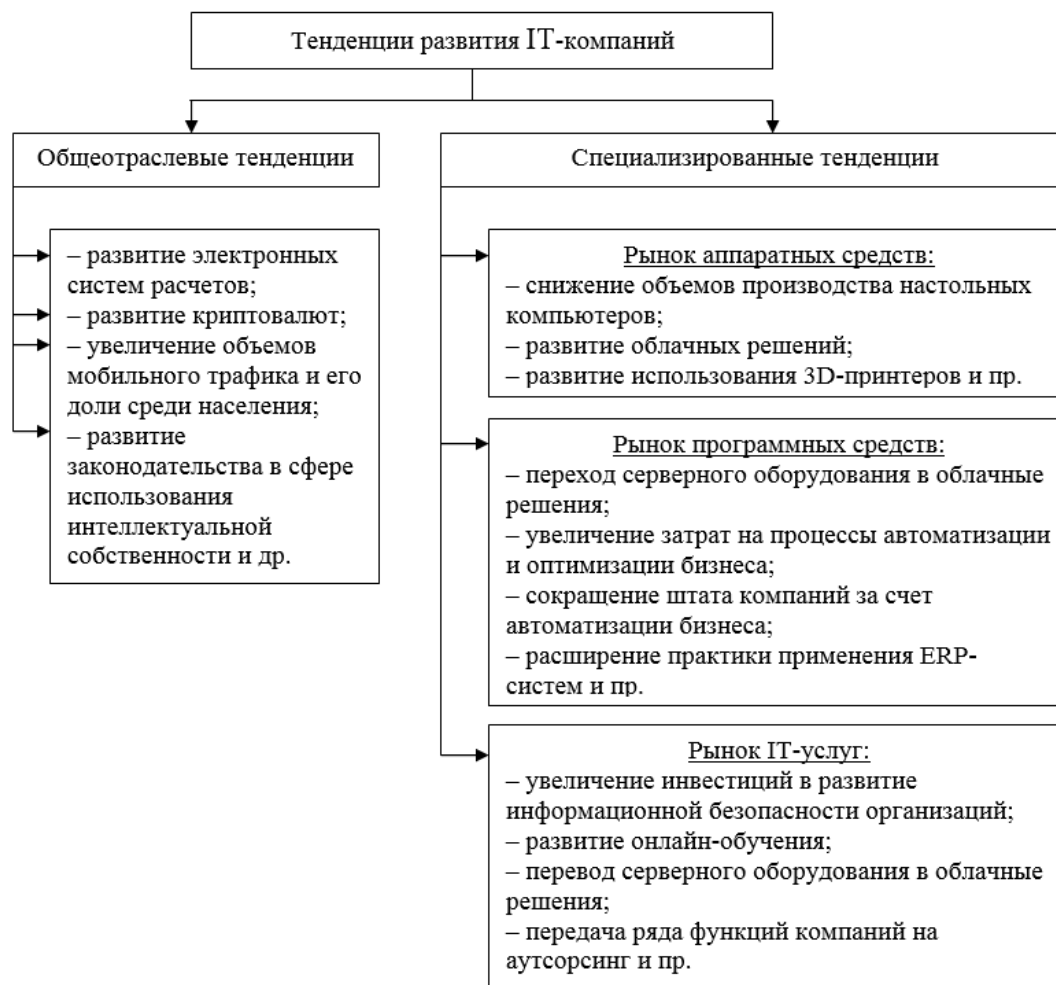 Тенденции развития IT-компаний
Общеотраслевые тенденции
– развитие электронных
систем расчетов;
– развитие криптовалют;
– увеличение объемов
мобильного трафика и его
доли среди населения;
– развитие
законодательства в сфере
использования
интеллектуальной
собственности и др.
Специализированные тенденции
Рынок аппаратных средств:
– снижение объемов производства настольных
компьютеров;
– развитие облачных решений;
– развитие использования 3D-принтеров и пр.
Рынок программных средств:
– переход серверного оборудования в облачные
решения;
– увеличение затрат на процессы автоматизации
и оптимизации бизнеса;
– сокращение штата компаний за счет
автоматизации бизнеса;
– расширение практики применения ERP-
систем и пр.
Рынок IT-услуг:
– увеличение инвестиций в развитие
информационной безопасности организаций;
– развитие онлайн-обучения;
– перевод серверного оборудования в облачные
решения;
– передача ряда функций компаний на
аутсорсинг и пр.